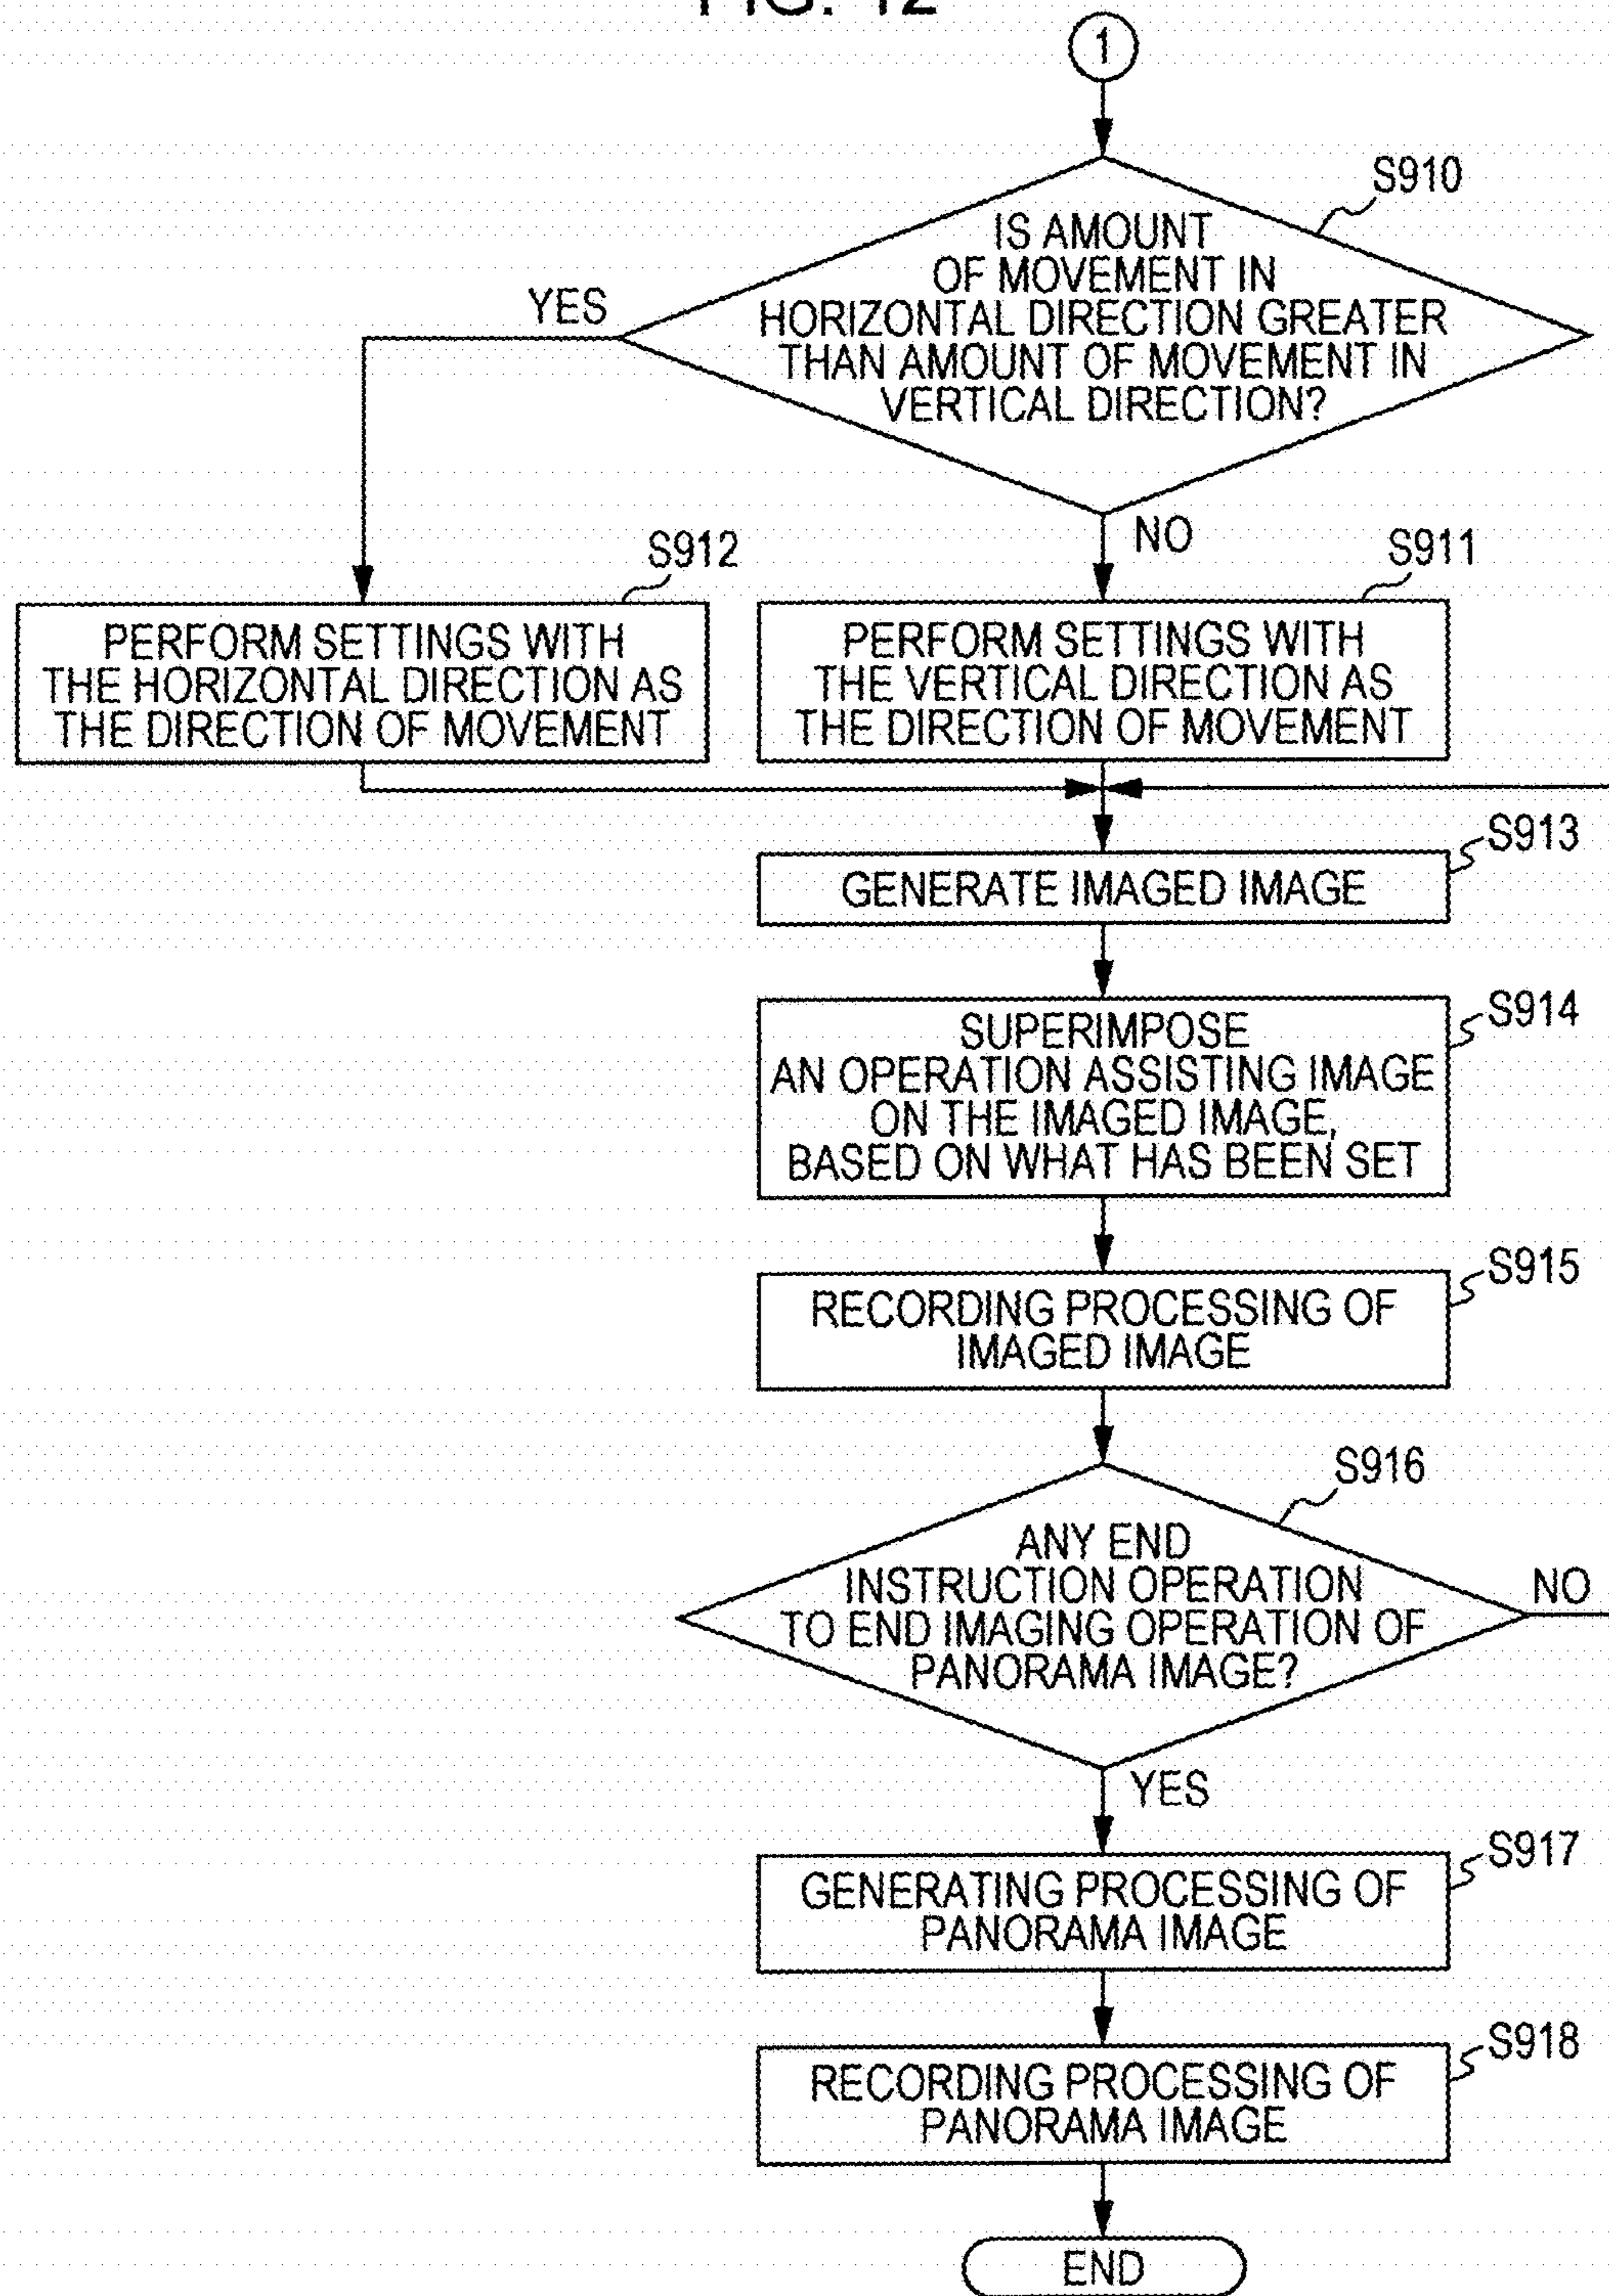 FIG. 12
1
S910
IS AMOUNT
OF MOVEMENT IN
HORIZONTAL DIRECTION GREATER
THAN AMOUNT OF MOVEMENT IN
VERTICAL DIRECTION?
YES
NO
S912
PERFORM SETTINGS WITH
THE HORIZONTAL DIRECTION AS
THE DIRECTION OF MOVEMENT
S911
PERFORM SETTINGS WITH
THE VERTICAL DIRECTION AS
THE DIRECTION OF MOVEMENT
S913
GENERATE IMAGED IMAGE
S914
SUPERIMPOSE
AN OPERATION ASSISTING IMAGE
ON THE IMAGED IMAGE,
BASED ON WHAT HAS BEEN SET
S915
RECORDING PROCESSING OF
IMAGED IMAGE
S916
ANY END
INSTRUCTION OPERATION
TO END IMAGING OPERATION OF
PANORAMA IMAGE?
NO
YES
S917
GENERATING PROCESSING OF
PANORAMA IMAGE
S918
RECORDING PROCESSING OF
PANORAMA IMAGE
END